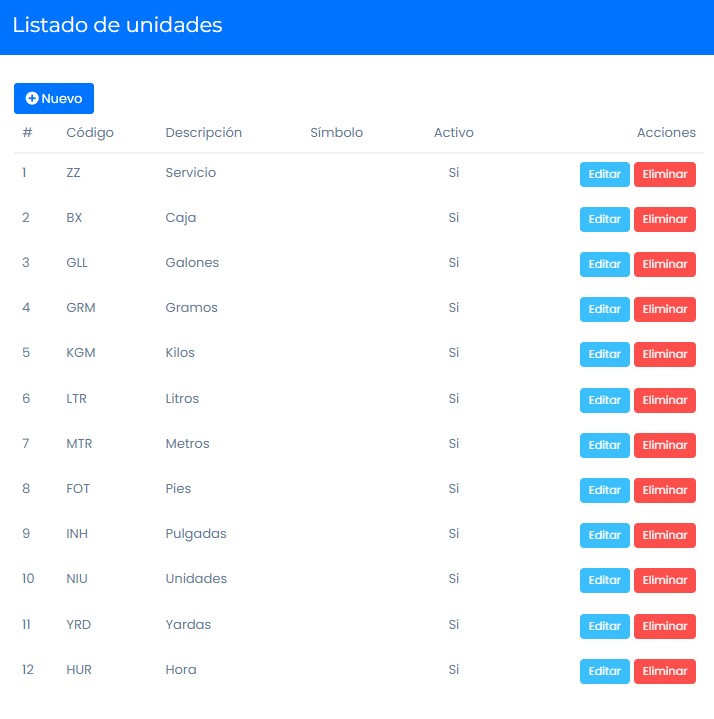 Listado de unidades
Nuevo
# Código Descripción Símbolo Activo Acciones
1 ZZ Servicio Si Editar Eliminar
2 BX Caja Si Editar Eliminar
3 GLL Galones Si Editar Eliminar
4 GRM Gramos Si Editar Eliminar
5 KGM Kilos Si Editar Eliminar
6 LTR Litros Si Editar Eliminar
7 MTR Metros Si Editar Eliminar
8 FOT Pies Si Editar Eliminar
9 INH Pulgadas Si Editar Eliminar
10 NIU Unidades Si Editar Eliminar
11 YRD Yardas Si Editar Eliminar
12 HUR Hora Si Editar Eliminar